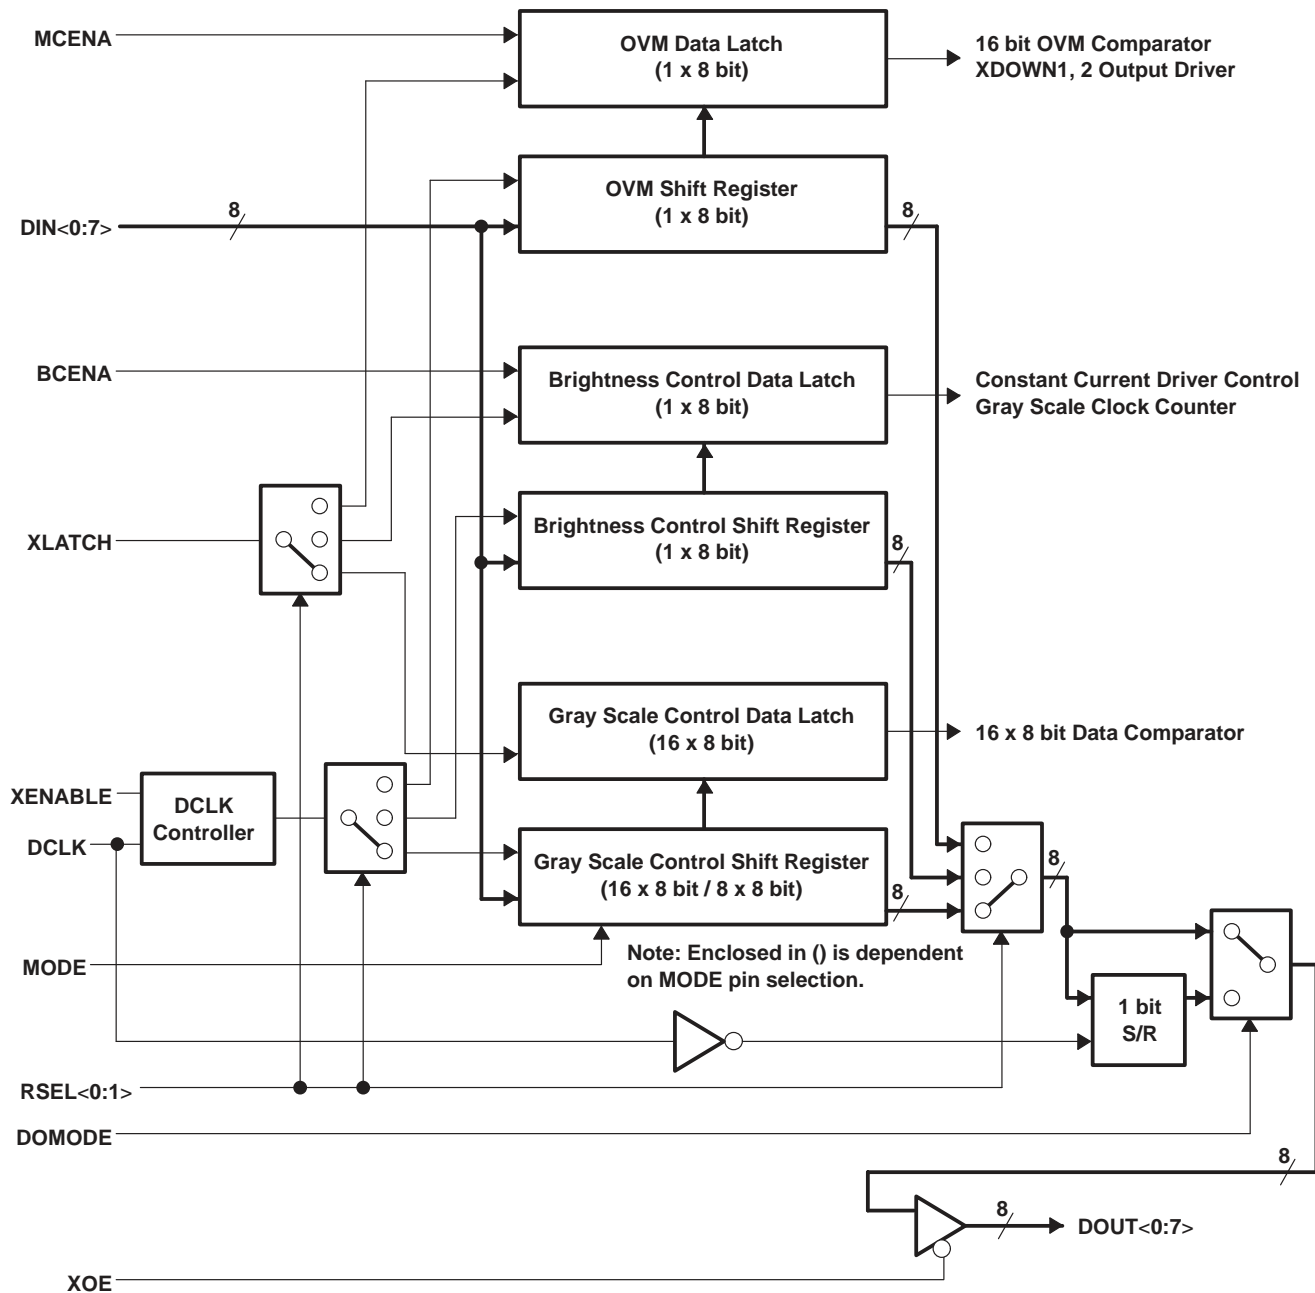 MCENA
OVM Data Latch
(1 x 8 bit)
16 bit OVM Comparator
XDOWN1, 2 Output Driver
OVM Shift Register
(1 x 8 bit)
DIN<0:7>
8
8
BCENA
Brightness Control Data Latch
(1 x 8 bit)
Constant Current Driver Control
Gray Scale Clock Counter
XLATCH
Brightness Control Shift Register
(1 x 8 bit)
8
Gray Scale Control Data Latch
(16 x 8 bit)
16 x 8 bit Data Comparator
XENABLE
DCLK
DCLK
Controller
Gray Scale Control Shift Register
(16 x 8 bit / 8 x 8 bit)
8
8
MODE
Note: Enclosed in () is dependent
on MODE pin selection.
1 bit
S/R
RSEL<0:1>
DOMODE
8
8
DOUT<0:7>
XOE